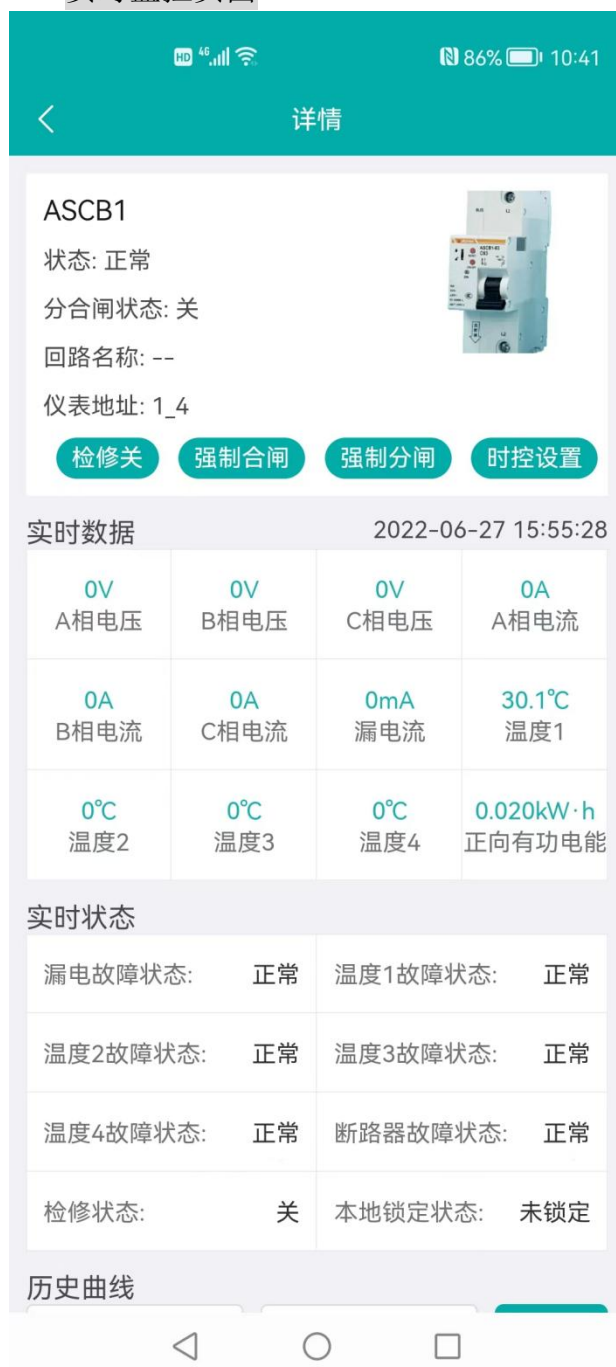 实时监控页面
HD 46 86% 10:41
详情
ASCB1
状态: 正常
分合闸状态: 关
回路名称: --
仪表地址: 1_4
检修关 强制合闸 强制分闸 时控设置
实时数据 2022-06-27 15:55:28
0V 0V 0V 0A
A相电压 B相电压 C相电压 A相电流
0A 0A 0mA 30.1℃
B相电流 C相电流 漏电流 温度1
0℃ 0℃ 0℃ 0.020kW·h
温度2 温度3 温度4 正向有功电能
实时状态
漏电故障状态: 正常 温度1故障状态: 正常
温度2故障状态: 正常 温度3故障状态: 正常
温度4故障状态: 正常 断路器故障状态: 正常
检修状态: 关 本地锁定状态: 未锁定
历史曲线